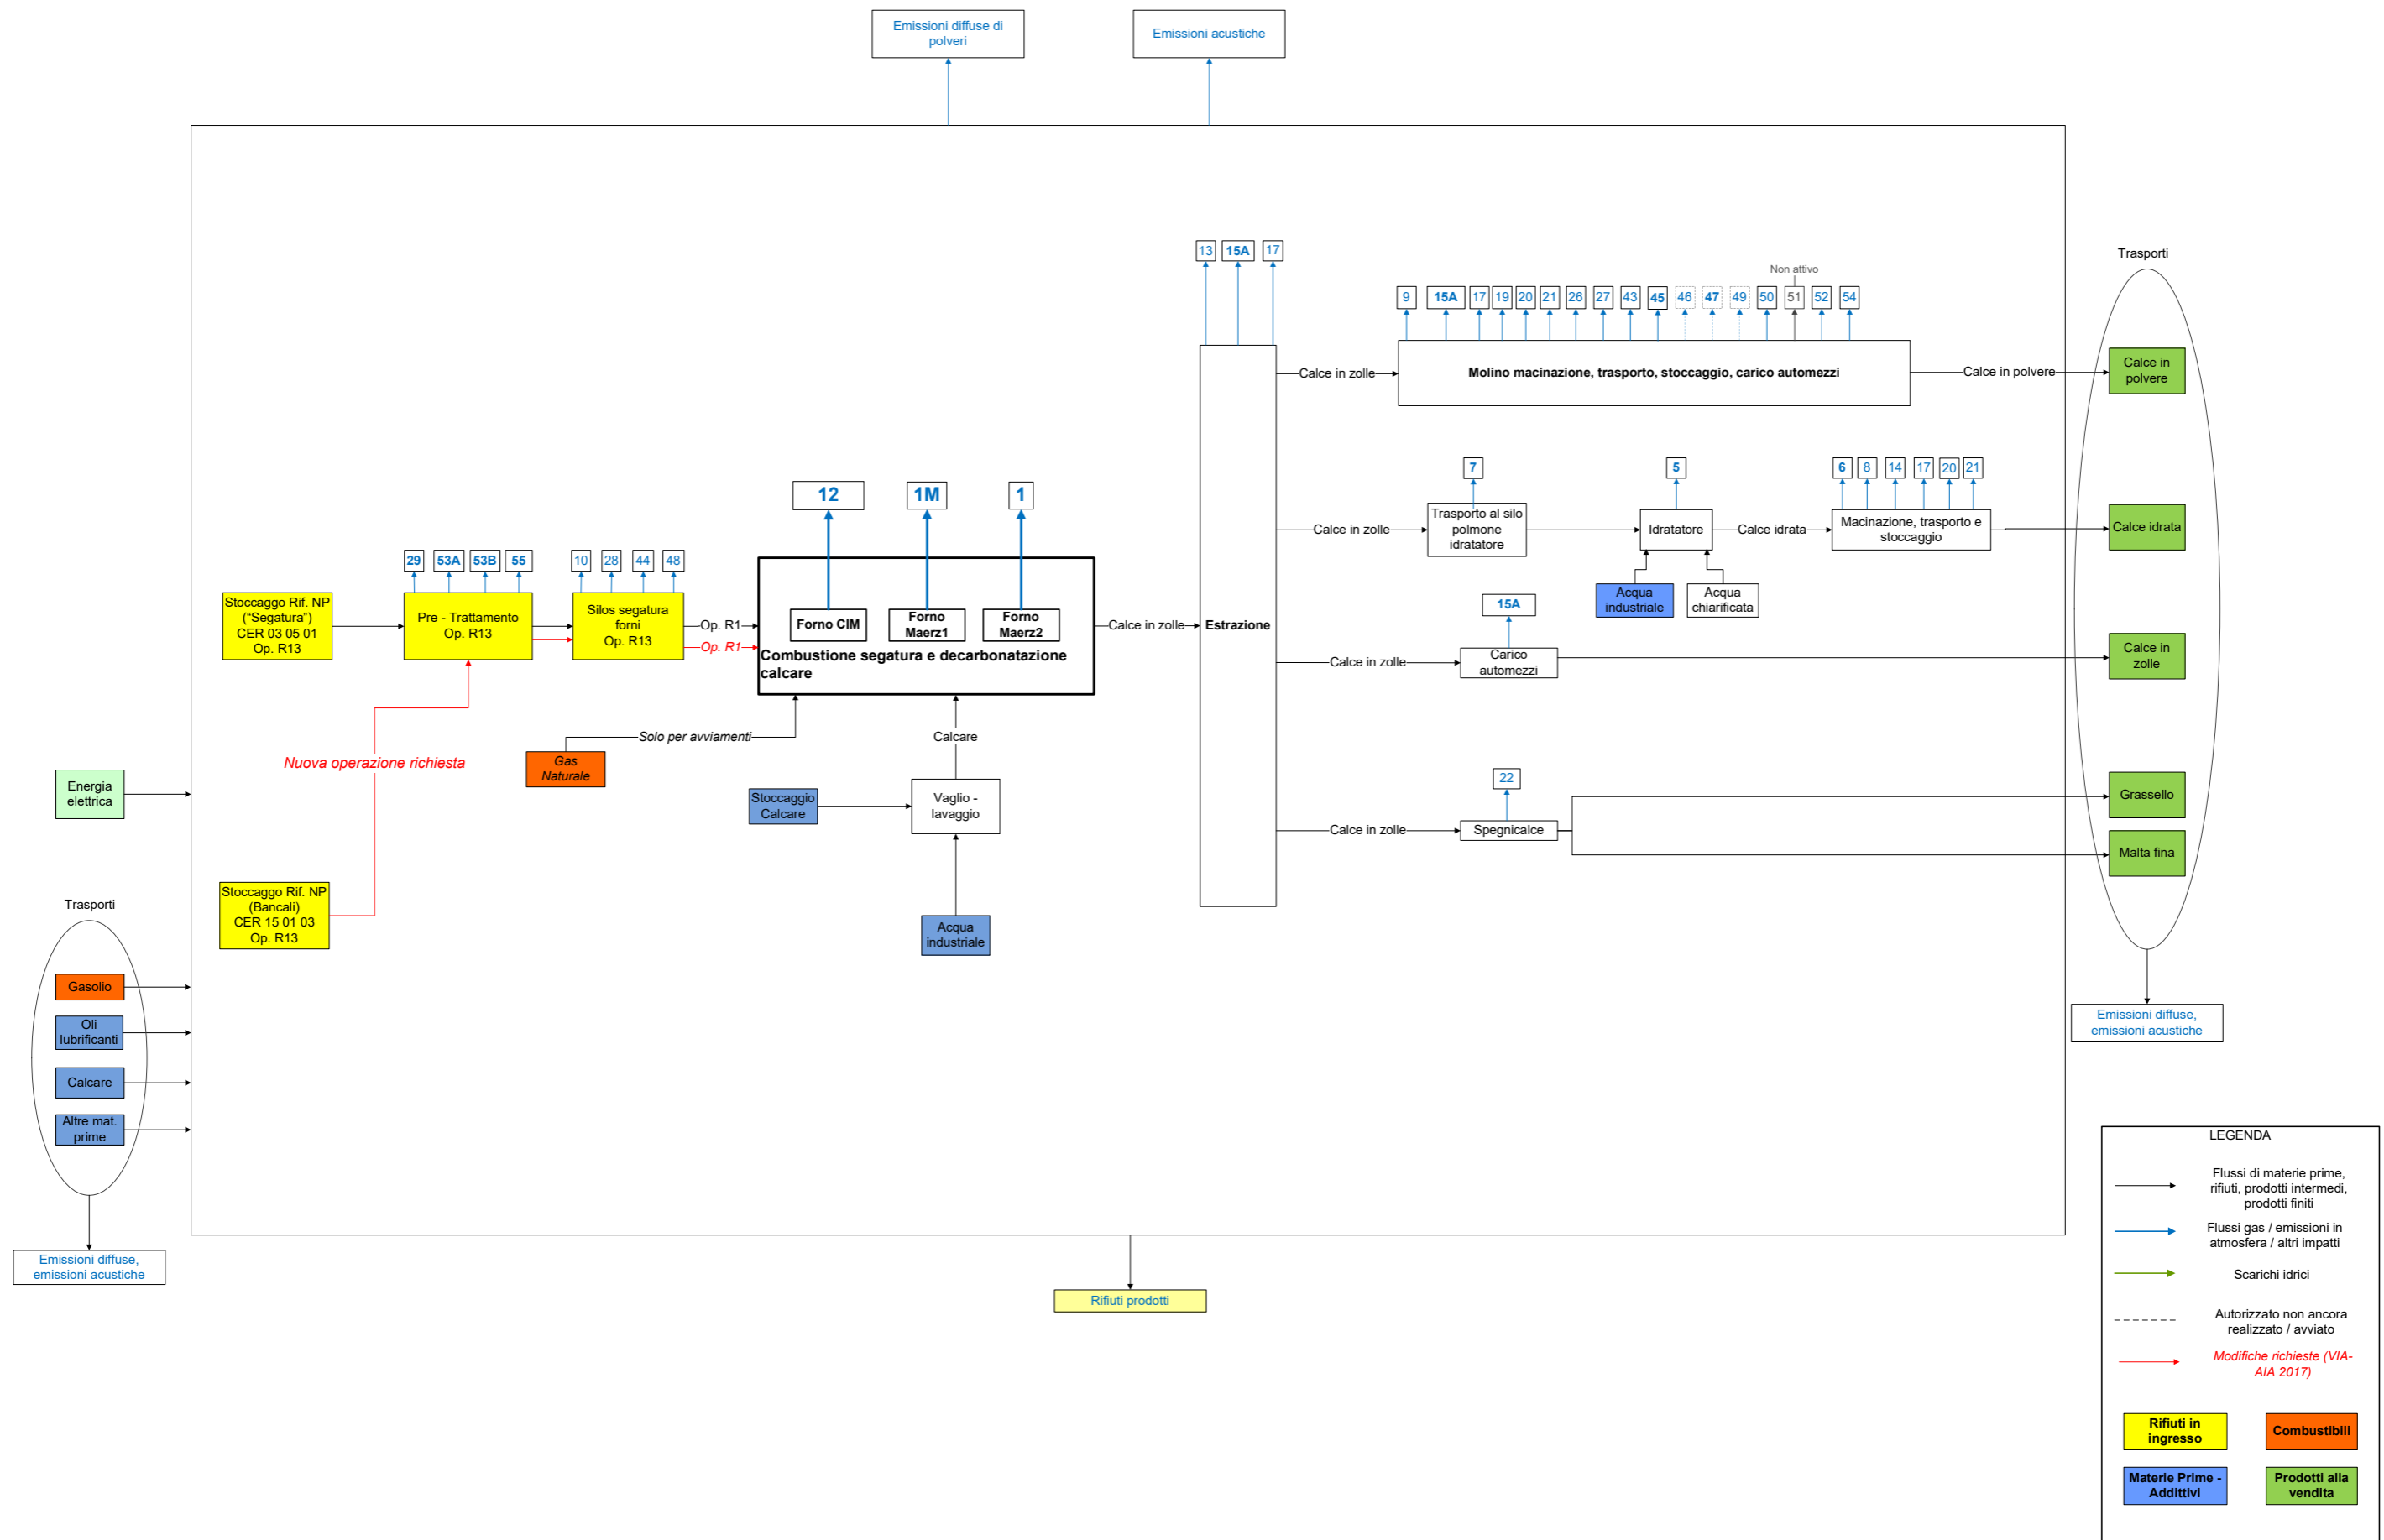 Emissioni diffuse di
polveri
Emissioni acustiche
13
15A
17
Trasporti
Non attivo
9
15A
17
19
20
21
26
27
43
45
46
47
49
50
51
52
54
Calce in zolle
Molino macinazione, trasporto, stoccaggio, carico automezzi
Calce in polvere
Calce in
polvere
12
1M
1
7
5
6
8
14
17
20
21
Calce in zolle
Trasporto al silo
polmone
idratatore
Idratatore
Calce idrata
Macinazione, trasporto e
stoccaggio
Calce idrata
29
53A
53B
55
10
28
44
48
Stoccaggo Rif. NP
("Segatura")
CER 03 05 01
Op. R13
Pre - Trattamento
Op. R13
Silos segatura
forni
Op. R13
Op. R1
Op. R1
Forno CIM
Forno
Maerz1
Forno
Maerz2
Combustione segatura e decarbonatazione
calcare
Calce in zolle
Estrazione
Acqua
industriale
Acqua
chiarificata
15A
Calce in zolle
Carico
automezzi
Calce in
zolle
Solo per avviamenti
Gas
Naturale
Calcare
Nuova operazione richiesta
Energia
elettrica
Stoccaggio
Calcare
Vaglio -
lavaggio
22
Calce in zolle
Spegnicalce
Grassello
Malta fina
Stoccaggo Rif. NP
(Bancali)
CER 15 01 03
Op. R13
Acqua
industriale
Trasporti
Gasolio
Oli
lubrificanti
Calcare
Altre mat.
prime
Emissioni diffuse,
emissioni acustiche
Emissioni diffuse,
emissioni acustiche
Rifiuti prodotti
LEGENDA
Flussi di materie prime,
rifiuti, prodotti intermedi,
prodotti finiti
Flussi gas / emissioni in
atmosfera / altri impatti
Scarichi idrici
Autorizzato non ancora
realizzato / avviato
Modifiche richieste (VIA-
AIA 2017)
Rifiuti in
ingresso
Combustibili
Materie Prime -
Addittivi
Prodotti alla
vendita